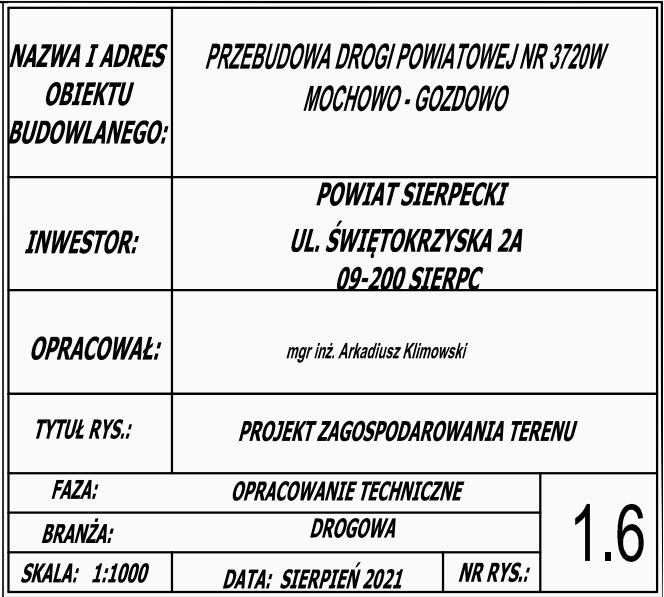 NAZWA I ADRES
OBIEKTU
BUDOWLANEGO:
PRZEBUDOWA DROGI POWIATOWEJ NR 3720W
MOCHOWO - GOZDOWO
INWESTOR:
POWIAT SIERPECKI
UL. ŚWIĘTOKRZYSKA 2A
09-200 SIERPC
OPRACOWAŁ:
mgr inż. Arkadiusz Klimowski
TYTUŁ RYS.:
PROJEKT ZAGOSPODAROWANIA TERENU
FAZA:
OPRACOWANIE TECHNICZNE
BRANŻA:
DROGOWA
SKALA: 1:1000
DATA: SIERPIEŃ 2021
NR RYS.:
1.6